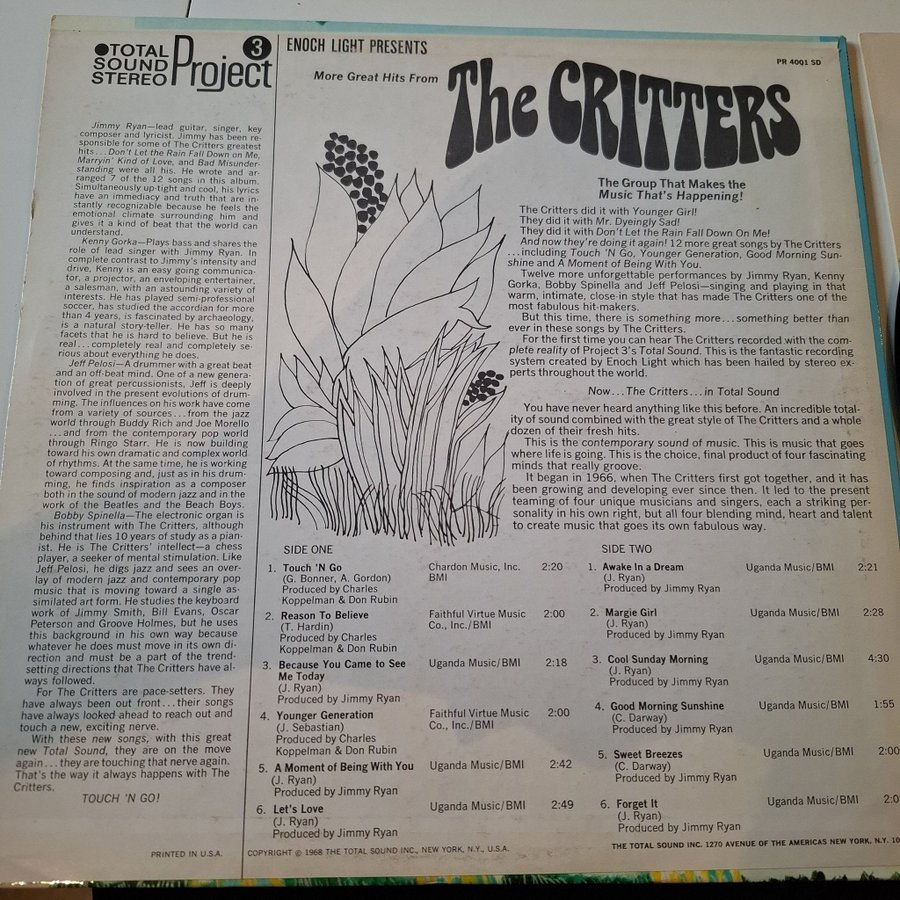 ●TOTAL
SOUND
STEREO
Project 3
ENOCH LIGHT PRESENTS
PR 4001 SD
More Great Hits From
The CRITTERS
Jimmy Ryan—lead guitar, singer, key
composer and lyricist. Jimmy has been re-
sponsible for some of The Critters greatest
hits...Don't Let the Rain Fall Down on Me,
Marryin' Kind of Love, and Bad Misunder-
standing were all his. He wrote and ar-
ranged 7 of the 12 songs in this album.
Simultaneously up-tight and cool, his lyrics
have an immediacy and truth that are in-
stantly recognizable because he feels the
emotional climate surrounding him and
gives it a kind of beat that the world can
understand.
Kenny Gorka—Plays bass and shares the
role of lead singer with Jimmy Ryan. In
complete contrast to Jimmy's intensity and
drive, Kenny is an easy going communica-
tor, a projector, an enveloping entertainer,
a salesman, with an astounding variety of
interests. He has played semi-professional
soccer, has studied the accordian for more
than 4 years, is fascinated by archaeology,
is a natural story-teller. He has so many
facets that he is hard to believe. But he is
real...completely real and completely se-
rious about everything he does.
Jeff Pelosi—A drummer with a great beat
and an off-beat mind. One of a new genera-
tion of great percussionists, Jeff is deeply
involved in the present evolutions of drum-
ming. The influences on his work have come
from a variety of sources...from the jazz
world through Buddy Rich and Joe Morello
...and from the contemporary pop world
through Ringo Starr. He is now building
toward his own dramatic and complex world
of rhythms. At the same time, he is working
toward composing and, just as in his drum-
ming, he finds inspiration as a composer
both in the sound of modern jazz and in the
work of the Beatles and the Beach Boys.
Bobby Spinella—The electronic organ is
his instrument with The Critters, although
behind that lies 10 years of study as a pian-
ist. He is The Critters' intellect—a chess
player, a seeker of mental stimulation. Like
Jeff Pelosi, he digs jazz and sees an over-
lay of modern jazz and contemporary pop
music that is moving toward a single as-
similated art form. He studies the keyboard
work of Jimmy Smith, Bill Evans, Oscar
Peterson and Groove Holmes, but he uses
this background in his own way because
whatever he does must move in its own di-
rection and must be a part of the trend-
setting directions that The Critters have al-
ways followed.
For The Critters are pace-setters. They
have always been out front...their songs
have always looked ahead to reach out and
touch a new, exciting nerve.
With these new songs, with this great
new Total Sound, they are on the move
again...they are touching that nerve again.
That's the way it always happens with The
Critters.
TOUCH 'N GO!
PRINTED IN U.S.A.
The Group That Makes the
Music That's Happening!
The Critters did it with Younger Girl!
They did it with Mr. Dyeingly Sad!
They did it with Don't Let the Rain Fall Down On Me!
And now they're doing it again! 12 more great songs by The Critters
...including Touch 'N Go, Younger Generation, Good Morning Sun-
shine and A Moment of Being With You.
Twelve more unforgettable performances by Jimmy Ryan, Kenny
Gorka, Bobby Spinella and Jeff Pelosi—singing and playing in that
warm, intimate, close-in style that has made The Critters one of the
most fabulous hit-makers.
But this time, there is something more...something better than
ever in these songs by The Critters.
For the first time you can hear The Critters recorded with the com-
plete reality of Project 3's Total Sound. This is the fantastic recording
system created by Enoch Light which has been hailed by stereo ex-
perts throughout the world.
Now...The Critters...in Total Sound
You have never heard anything like this before. An incredible total-
ity of sound combined with the great style of The Critters and a whole
dozen of their fresh hits.
This is the contemporary sound of music. This is music that goes
where life is going. This is the choice, final product of four fascinating
minds that really groove.
It began in 1966, when The Critters first got together, and it has
been growing and developing ever since then. It led to the present
teaming of four unique musicians and singers, each a striking per-
sonality in his own right, but all four blending mind, heart and talent
to create music that goes its own fabulous way.
SIDE ONE
1. Touch 'N Go Chardon Music, Inc. 2:20
(G. Bonner, A. Gordon) BMI
Produced by Charles
Koppelman & Don Rubin
2. Reason To Believe Faithful Virtue Music 2:00
(T. Hardin) Co., Inc./BMI
Produced by Charles
Koppelman & Don Rubin
3. Because You Came to See Uganda Music/BMI 2:18
Me Today
(J. Ryan)
Produced by Jimmy Ryan
4. Younger Generation Faithful Virtue Music 2:00
(J. Sebastian) Co., Inc./BMI
Produced by Charles
Koppelman & Don Rubin
5. A Moment of Being With You Uganda Music/BMI 2:42
(J. Ryan)
Produced by Jimmy Ryan
6. Let's Love Uganda Music/BMI 2:49
(J. Ryan)
Produced by Jimmy Ryan
SIDE TWO
1. Awake In a Dream Uganda Music/BMI 2:21
(J. Ryan)
Produced by Jimmy Ryan
2. Margie Girl Uganda Music/BMI 2:28
(J. Ryan)
Produced by Jimmy Ryan
3. Cool Sunday Morning Uganda Music/BMI 4:30
(J. Ryan)
Produced by Jimmy Ryan
4. Good Morning Sunshine Uganda Music/BMI 1:55
(C. Darway)
Produced by Jimmy Ryan
5. Sweet Breezes Uganda Music/BMI 2:00
(C. Darway)
Produced by Jimmy Ryan
6. Forget It Uganda Music/BMI
(J. Ryan)
Produced by Jimmy Ryan
COPYRIGHT © 1968 THE TOTAL SOUND INC., NEW YORK, N.Y., U.S.A.
THE TOTAL SOUND INC. 1270 AVENUE OF THE AMERICAS NEW YORK, N.Y.